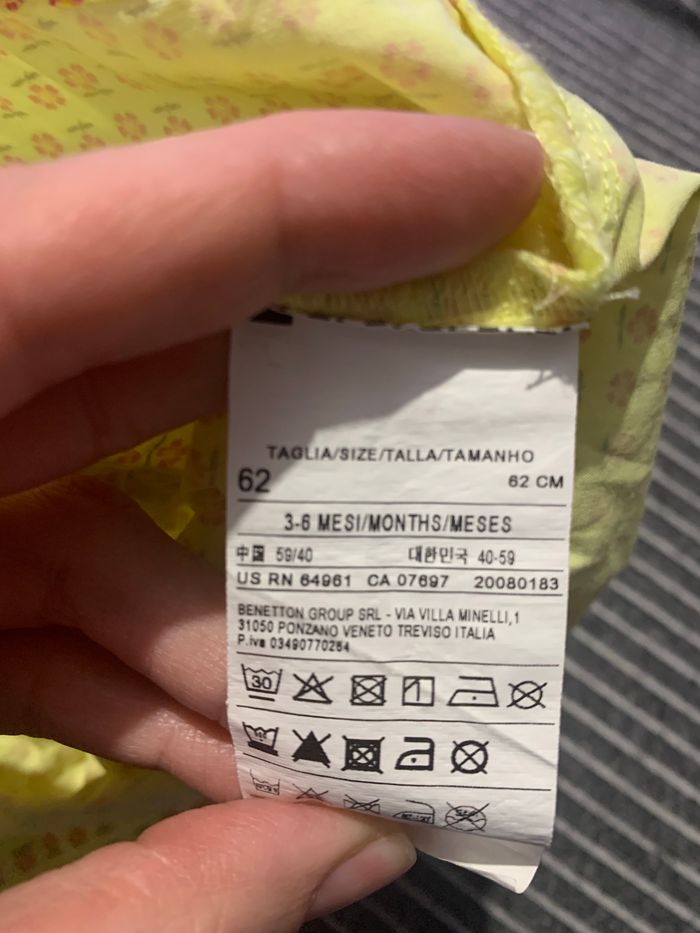 TAGLIA/SIZE/TALLA/TAMANHO
62 62 CM
3-6 MESI/MONTHS/MESES
中国 59/40 대한민국 40-59
US RN 64961 CA 07697 20080183
BENETTON GROUP SRL - VIA VILLA MINELLI,1
31050 PONZANO VENETO TREVISO ITALIA
P.iva 03490770264
30